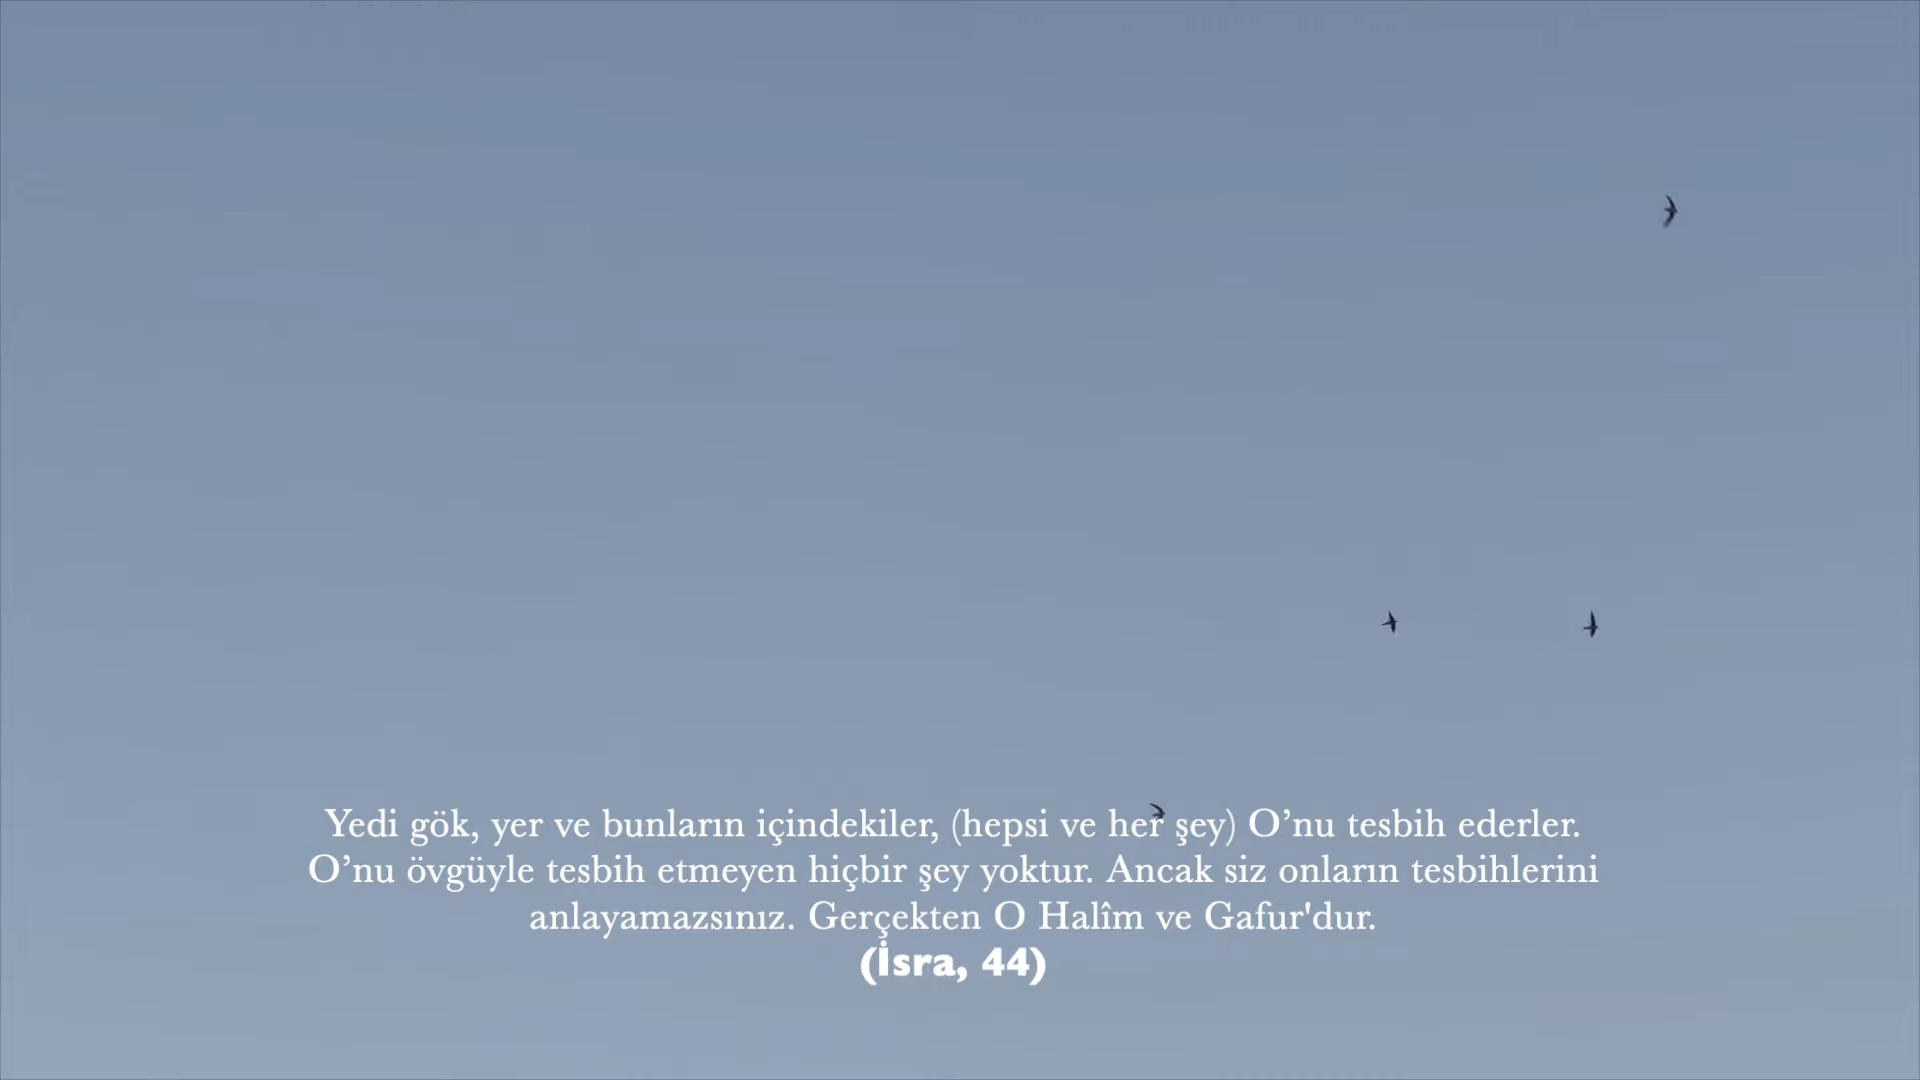 Yedi gök, yer ve bunların içindekiler, (hepsi ve her şey) O’nu tesbih ederler.
O’nu övgüyle tesbih etmeyen hiçbir şey yoktur. Ancak siz onların tesbihlerini
anlayamazsınız. Gerçekten O Halîm ve Gafur'dur.
(İsra, 44)